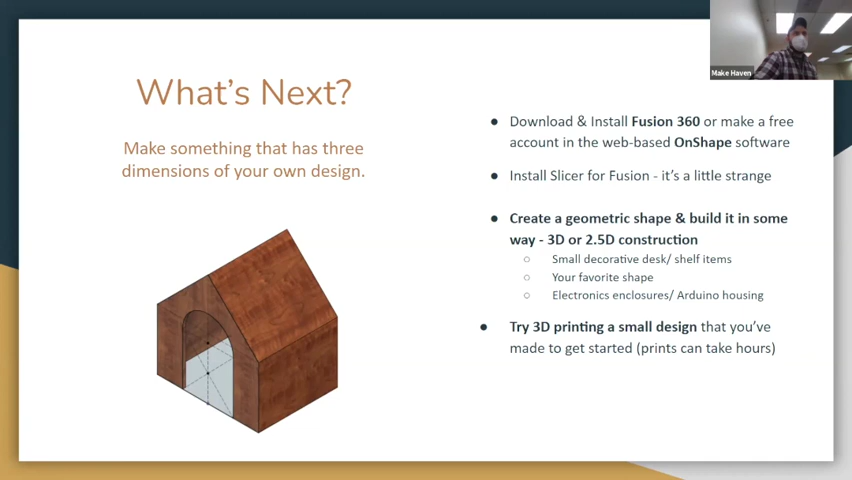 Make Haven
What's Next?
Make something that has three
dimensions of your own design.
● Download & Install Fusion 360 or make a free
account in the web-based OnShape software
● Install Slicer for Fusion - it's a little strange
● Create a geometric shape & build it in some
way - 3D or 2.5D construction
○ Small decorative desk/ shelf items
○ Your favorite shape
○ Electronics enclosures/ Arduino housing
● Try 3D printing a small design that you've
made to get started (prints can take hours)